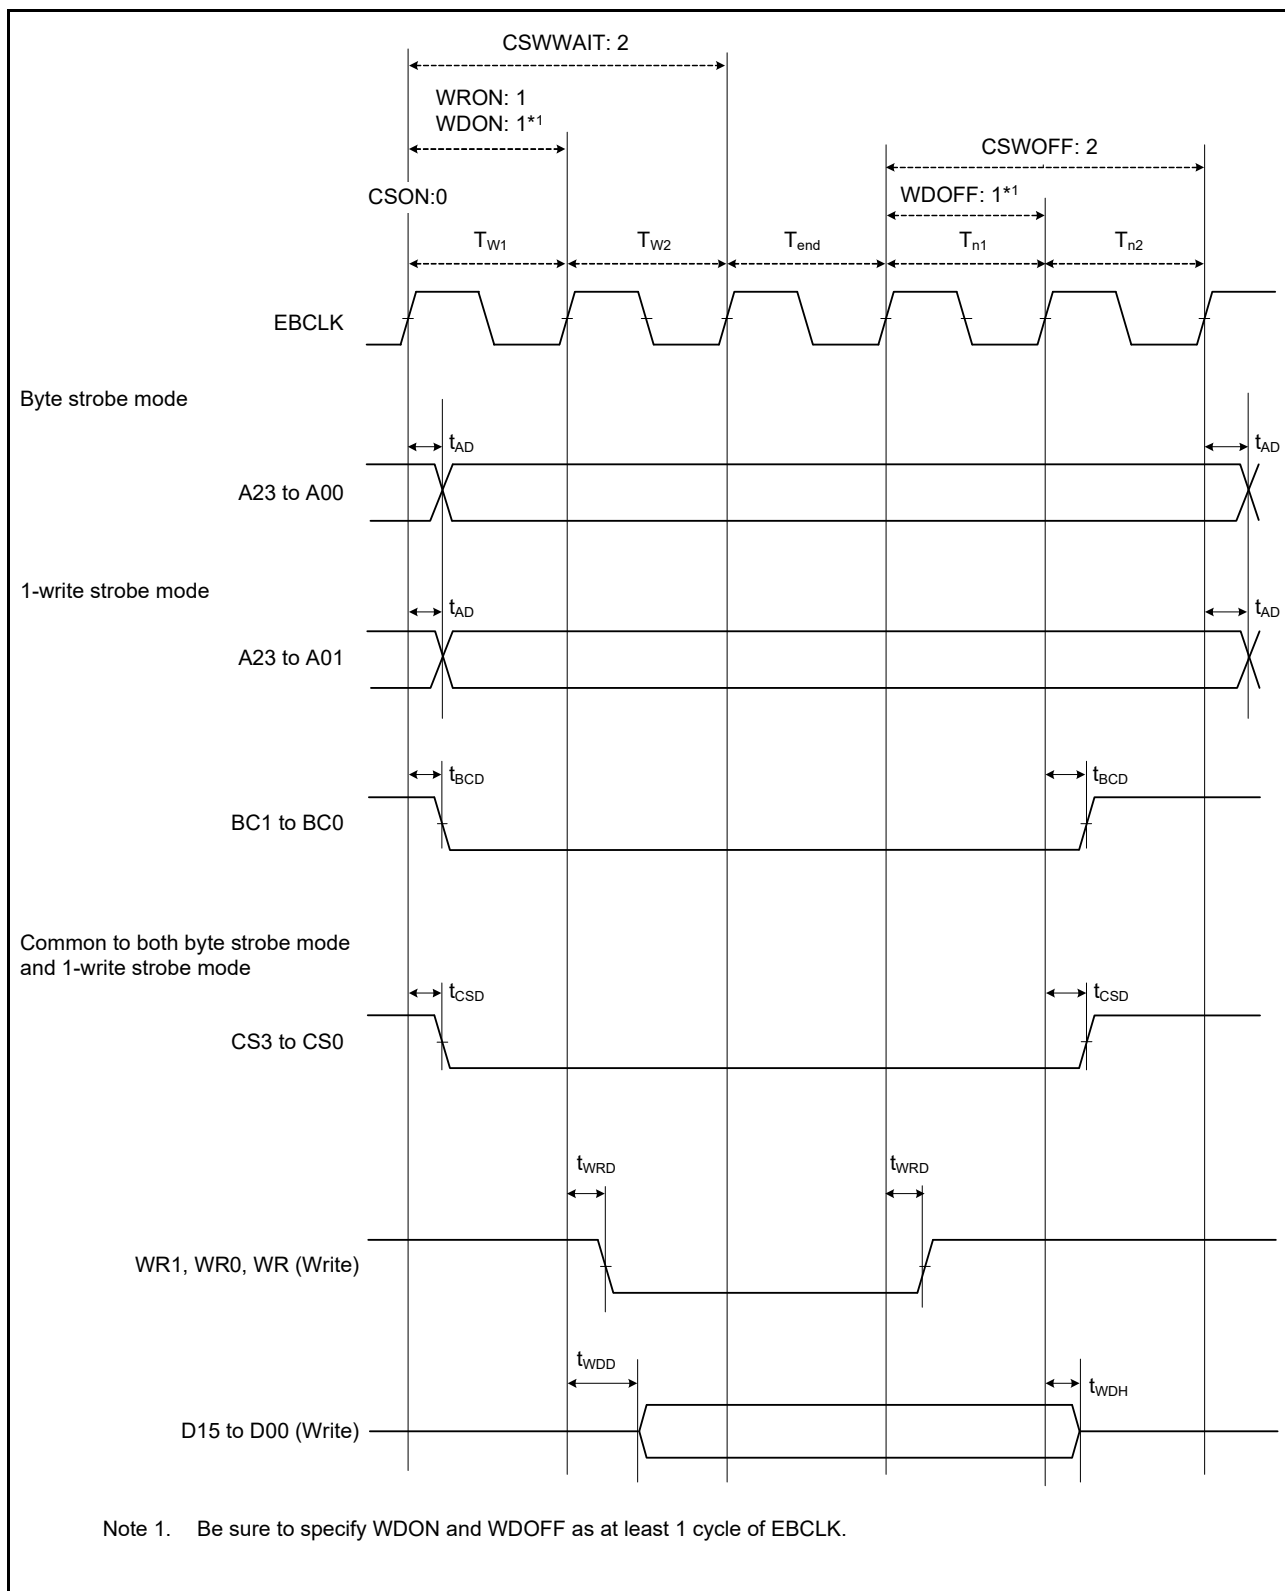 CSWWAIT: 2
WRON: 1
WDON: 1*1
CSWOFF: 2
WDOFF: 1*1
CSON:0
TW1 TW2 Tend Tn1 Tn2
EBCLK
Byte strobe mode
tAD tAD
A23 to A00
1-write strobe mode
tAD tAD
A23 to A01
tBCD tBCD
BC1 to BC0
Common to both byte strobe mode
and 1-write strobe mode
tCSD tCSD
CS3 to CS0
tWRD tWRD
WR1, WR0, WR (Write)
tWDD tWDH
D15 to D00 (Write)
Note 1. Be sure to specify WDON and WDOFF as at least 1 cycle of EBCLK.